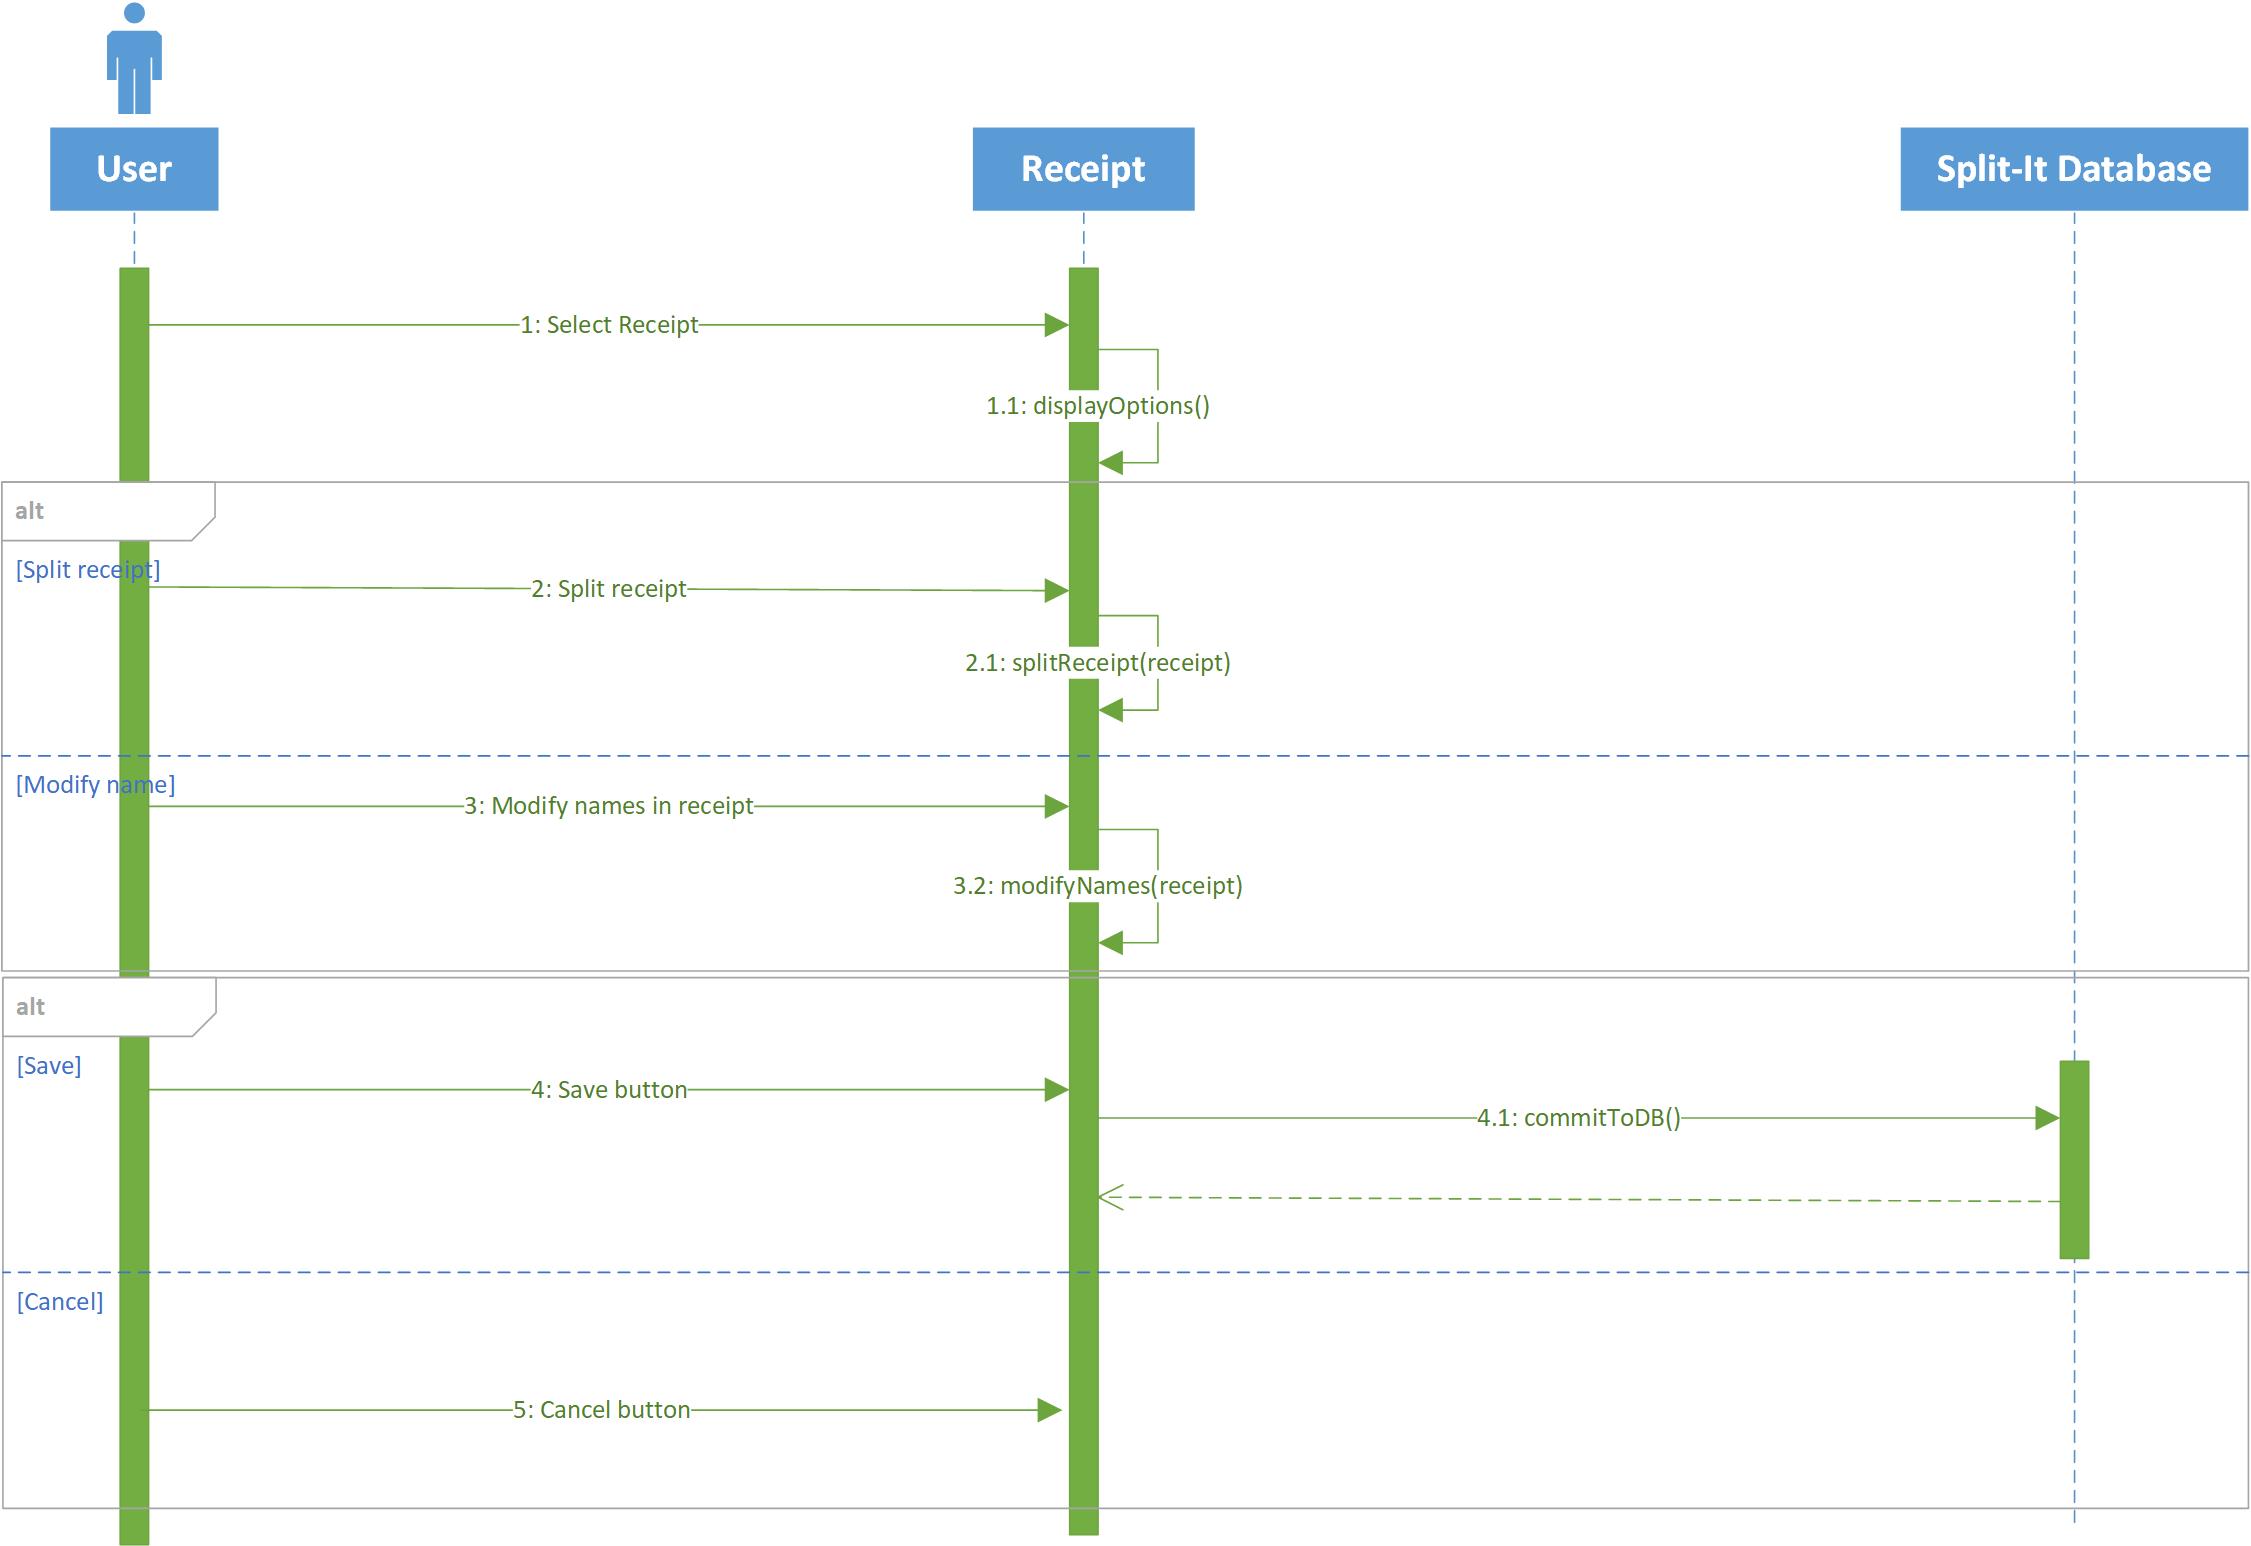 User
Receipt
Split-It Database
1: Select Receipt
1.1: displayOptions()
alt
[Split receipt]
2: Split receipt
2.1: splitReceipt(receipt)
[Modify name]
3: Modify names in receipt
3.2: modifyNames(receipt)
alt
[Save]
4: Save button
4.1: commitToDB()
[Cancel]
5: Cancel button